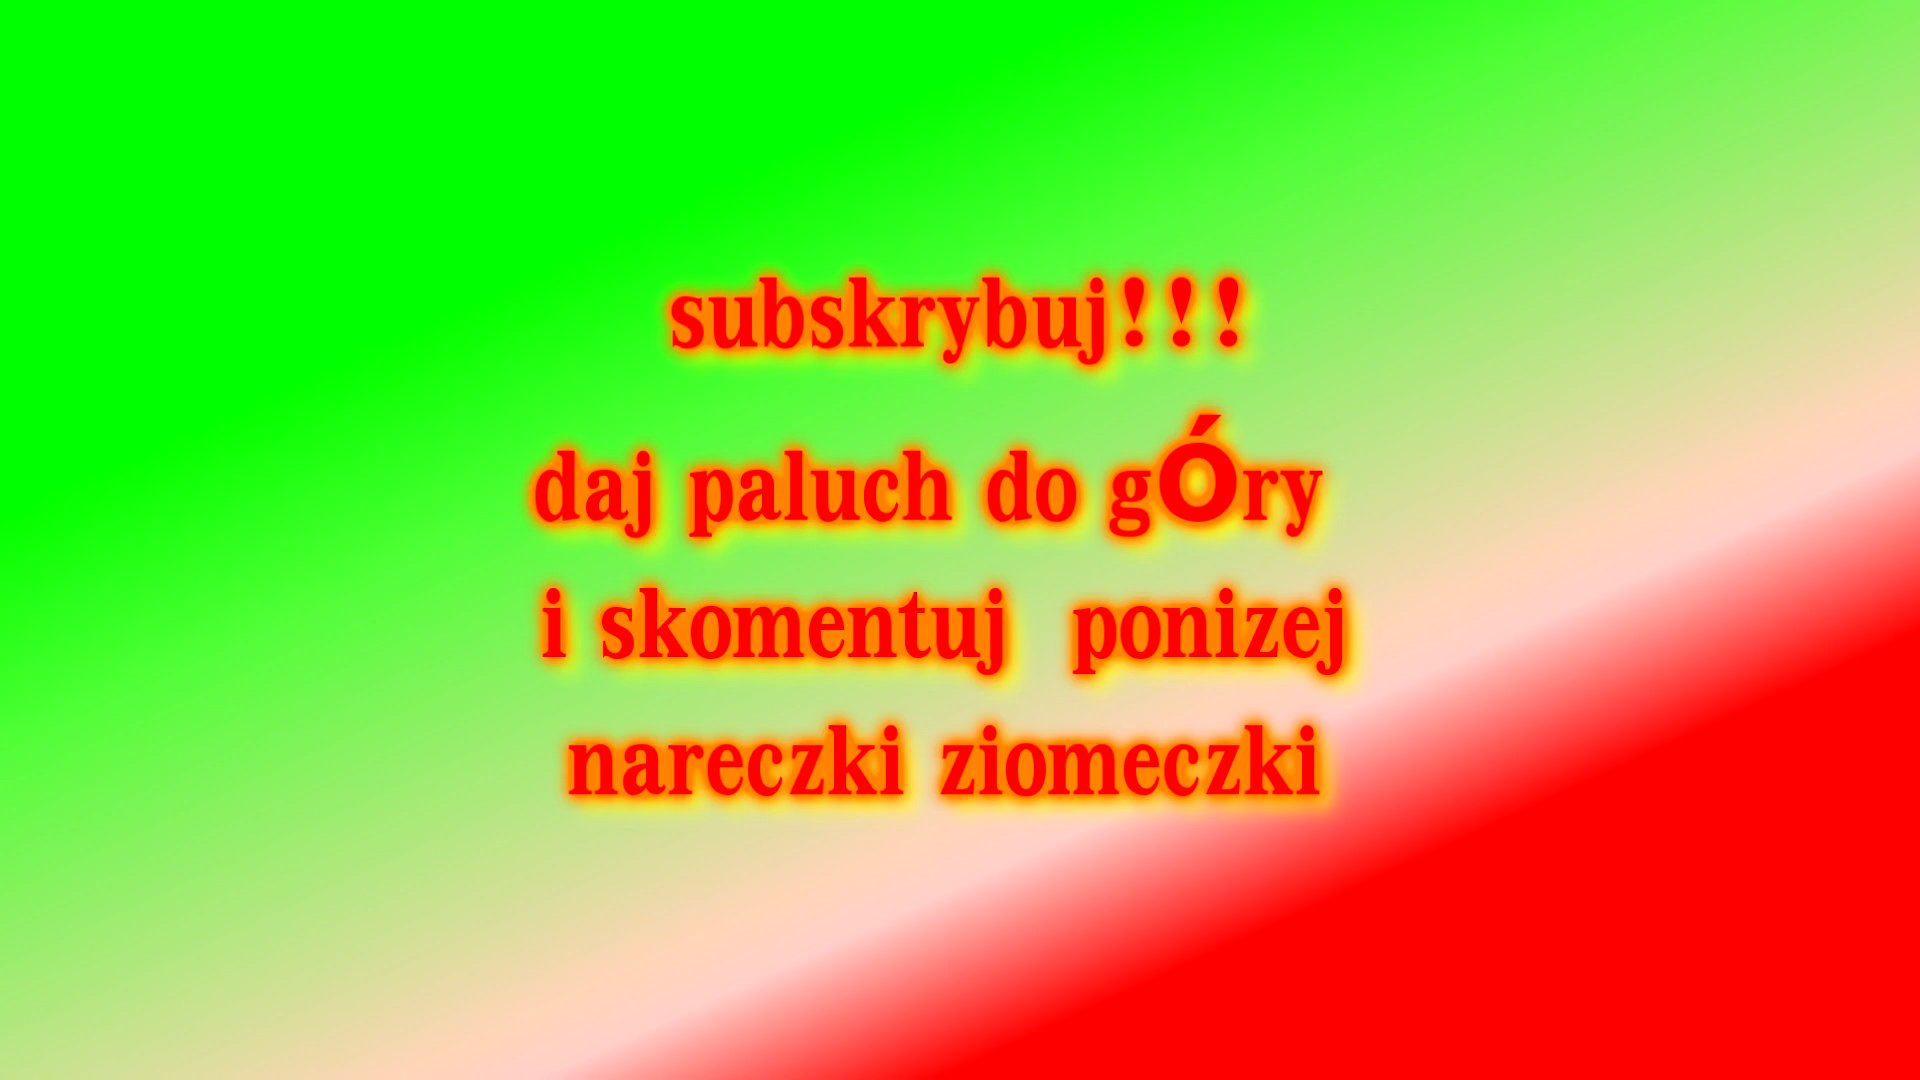 subskrybuj!!!
daj paluch do gÓry
i skomentuj ponizej
nareczki ziomeczki